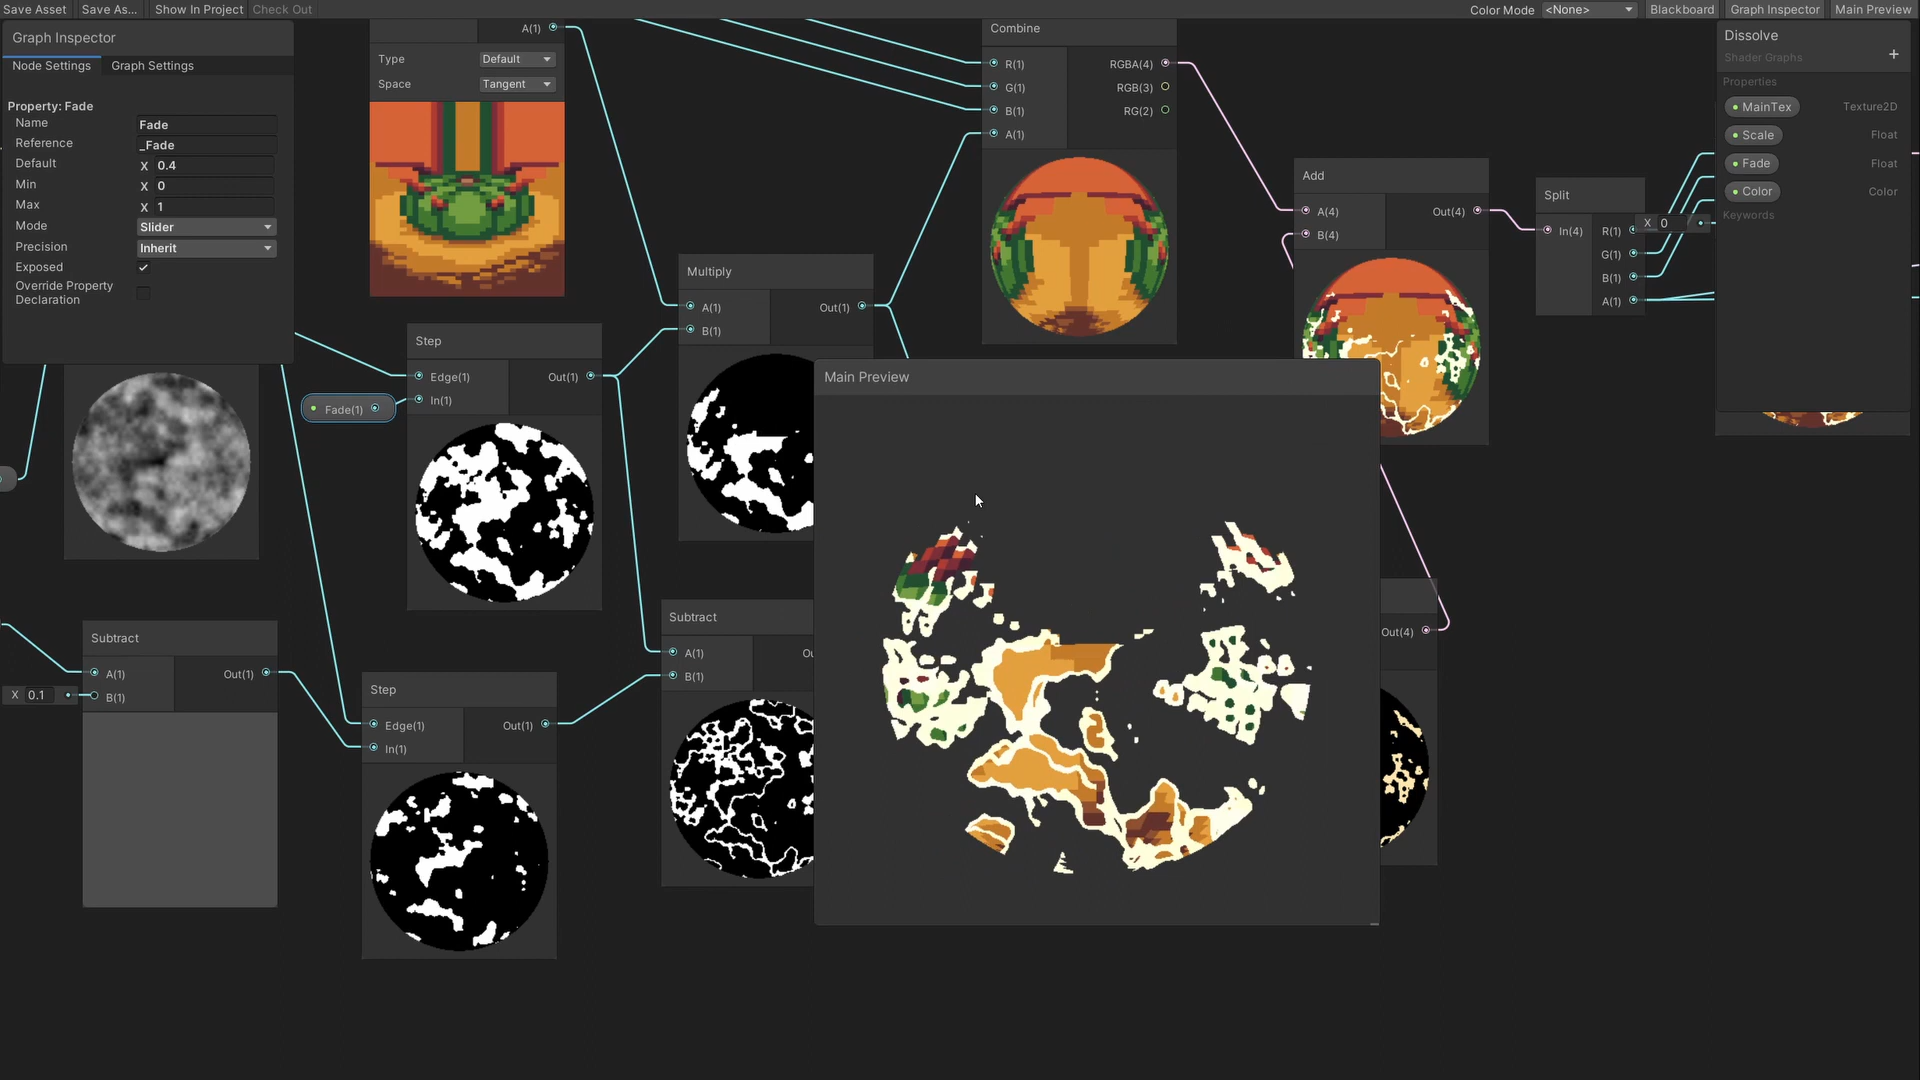 Save Asset
Save As...
Show In Project
Check Out
Color Mode
<None>
Blackboard
Graph Inspector
Main Preview
Graph Inspector
Node Settings
Graph Settings
Property: Fade
Name
Fade
Reference
_Fade
Default
X 0.4
Min
X 0
Max
X 1
Mode
Slider
Precision
Inherit
Exposed
Override Property
Declaration
A(1)
Type
Default
Space
Tangent
Combine
R(1)
G(1)
B(1)
A(1)
RGBA(4)
RGB(3)
RG(2)
Add
A(4)
B(4)
Out(4)
Split
In(4)
R(1)
G(1)
B(1)
A(1)
X 0
Dissolve
Shader Graphs
Properties
MainTex
Texture2D
Scale
Float
Fade
Float
Color
Color
Keywords
Multiply
A(1)
B(1)
Out(1)
Step
Edge(1)
In(1)
Out(1)
Fade(1)
Main Preview
Subtract
A(1)
B(1)
Out(1)
X 0.1
Step
Edge(1)
In(1)
Out(1)
Subtract
A(1)
B(1)
Ou
Out(4)